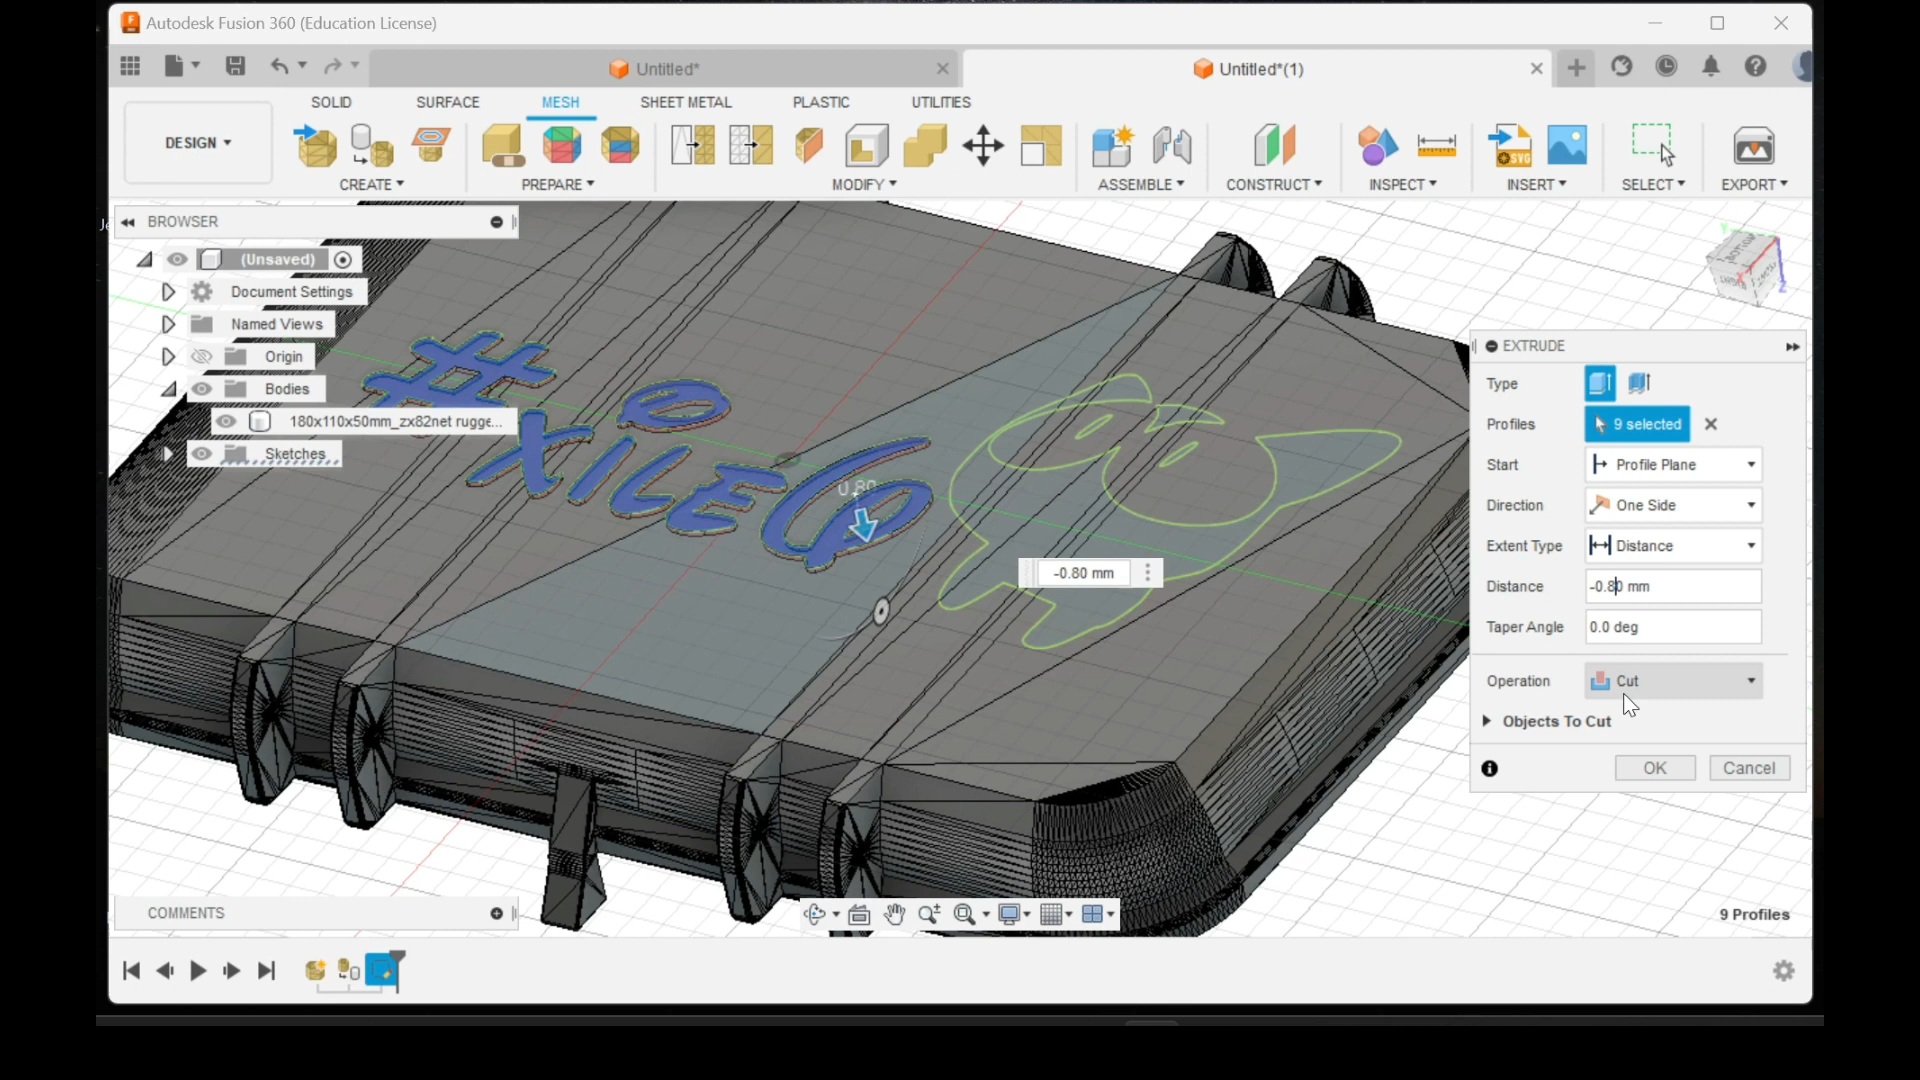 Autodesk Fusion 360 (Education License)
Untitled*
Untitled*(1)
SOLID
SURFACE
MESH
SHEET METAL
PLASTIC
UTILITIES
DESIGN
CREATE
PREPARE
MODIFY
ASSEMBLE
CONSTRUCT
INSPECT
INSERT
SELECT
EXPORT
SVG
BROWSER
(Unsaved)
Document Settings
Named Views
Origin
Bodies
180x110x50mm_zx82net rugge...
Sketches
EXTRUDE
Type
Profiles
9 selected
Start
Profile Plane
Direction
One Side
Extent Type
Distance
Distance
-0.80 mm
Taper Angle
0.0 deg
Operation
Cut
Objects To Cut
OK
Cancel
0.80
-0.80 mm
COMMENTS
9 Profiles